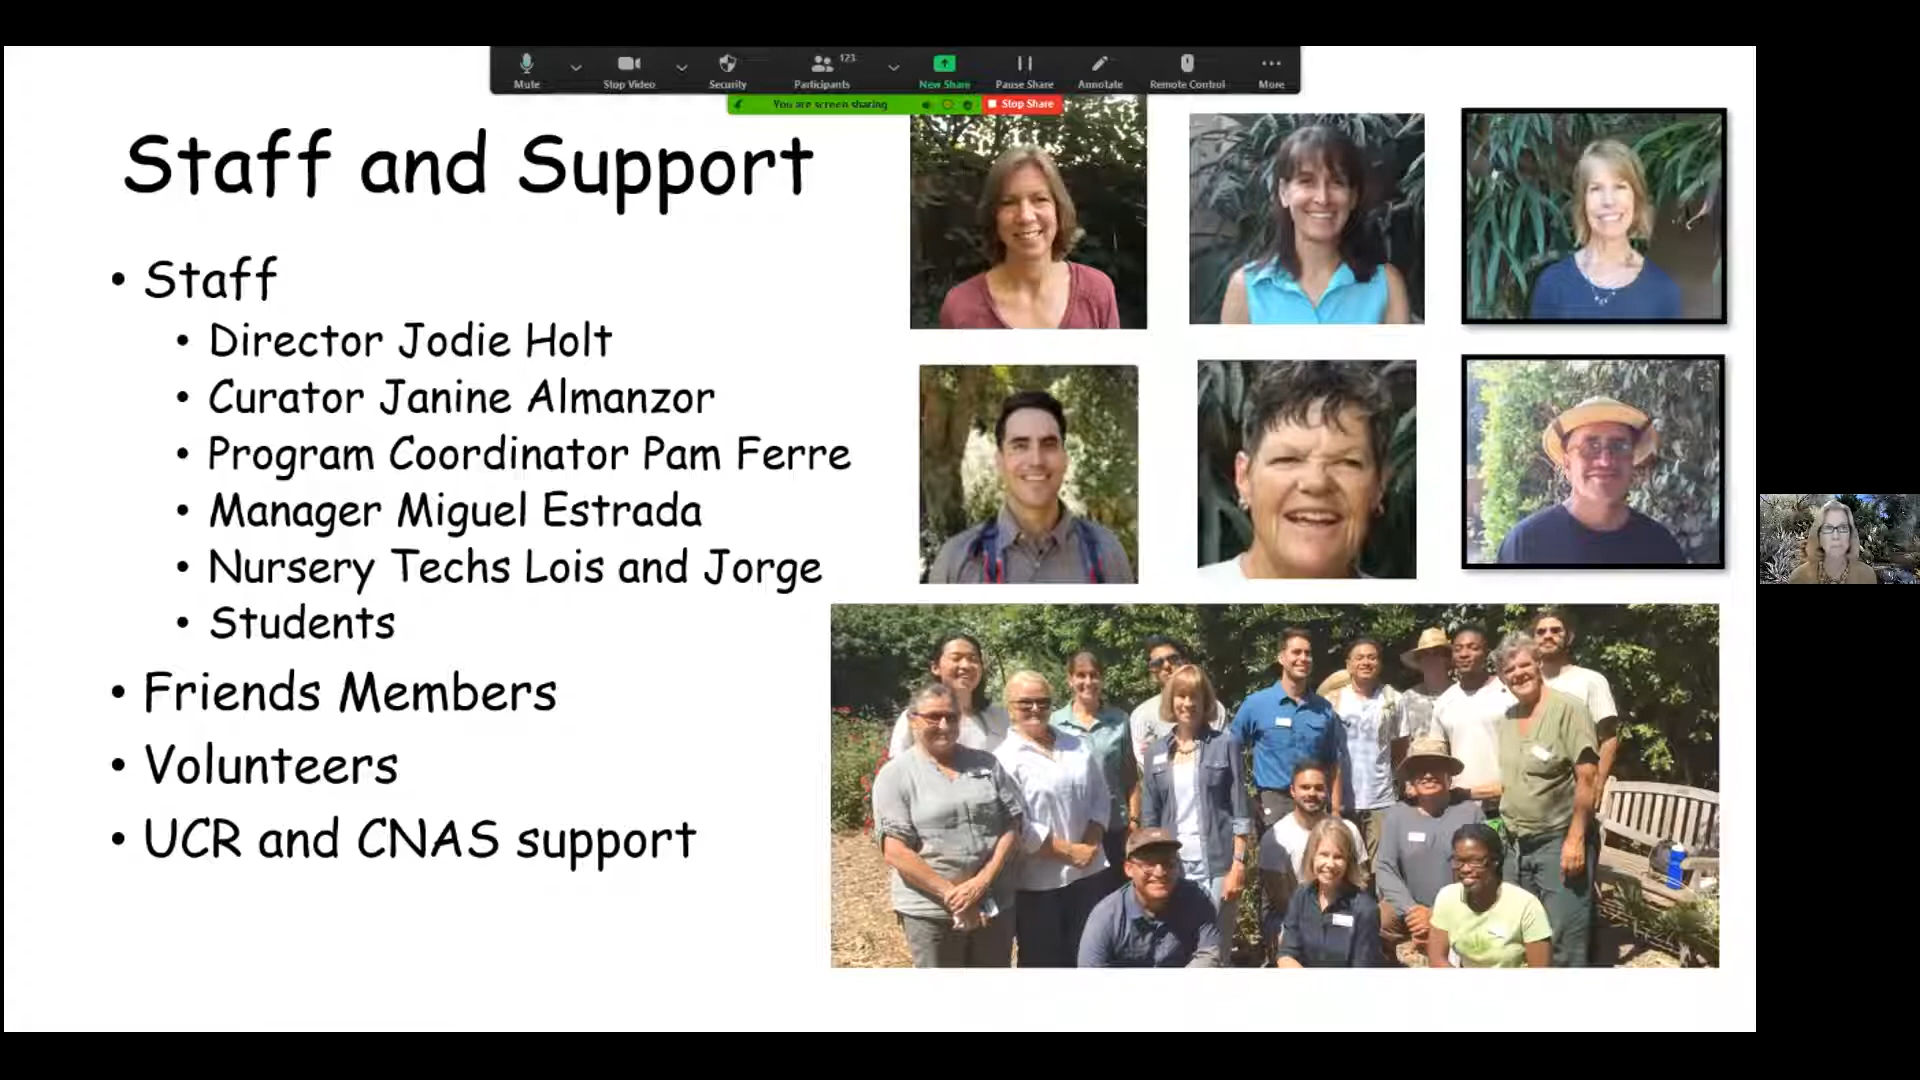 Mute
Stop Video
Security
Participants
123
New Share
Pause Share
Annotate
Remote Control
More
You are screen sharing
Stop Share
Staff and Support
• Staff
• Director Jodie Holt
• Curator Janine Almanzor
• Program Coordinator Pam Ferre
• Manager Miguel Estrada
• Nursery Techs Lois and Jorge
• Students
• Friends Members
• Volunteers
• UCR and CNAS support